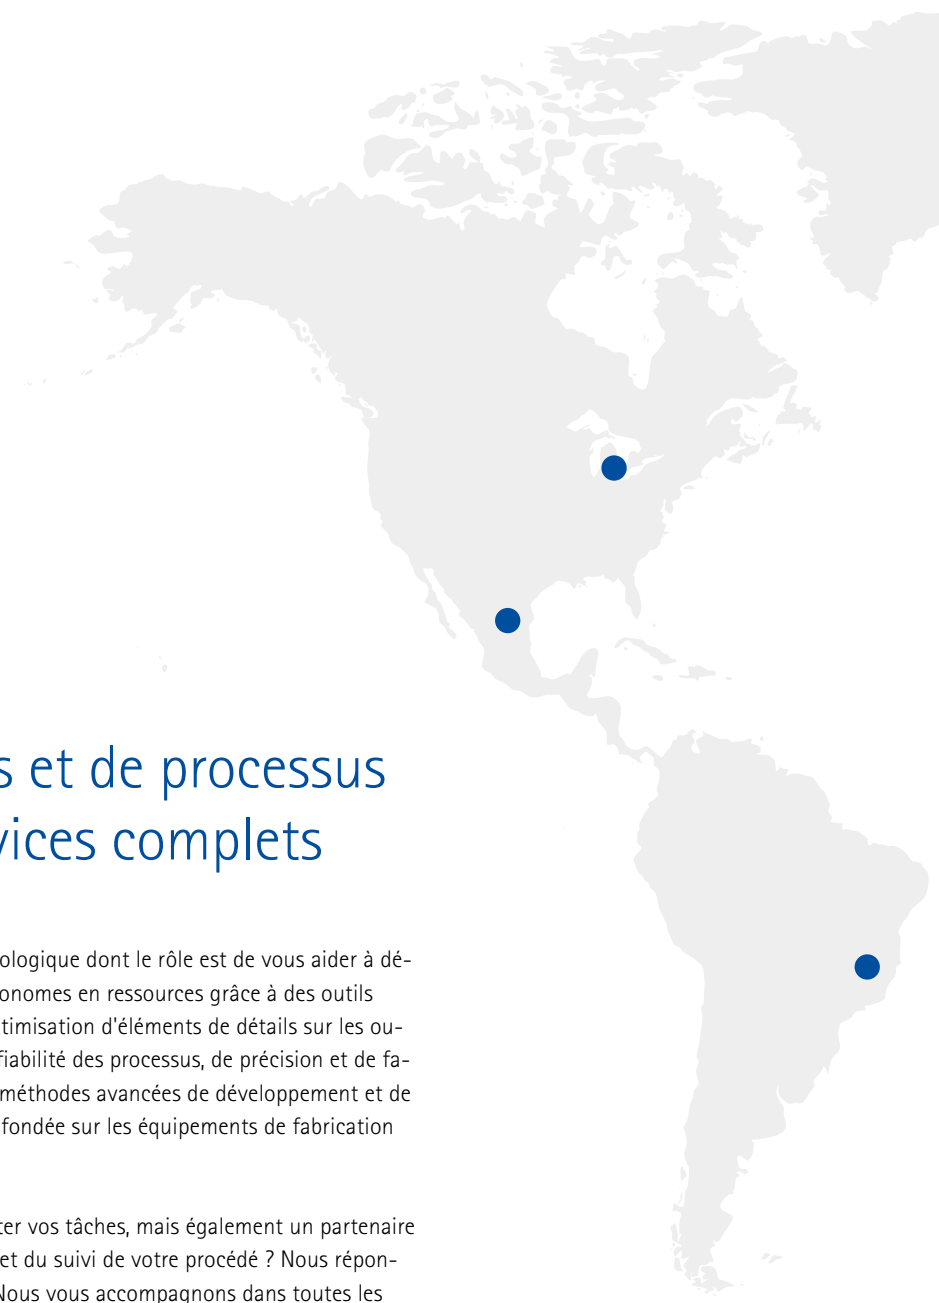 s et de processus
vices complets
ologique dont le rôle est de vous aider à dé-
onomes en ressources grâce à des outils
timisation d'éléments de détails sur les ou-
fiabilité des processus, de précision et de fa-
méthodes avancées de développement et de
fondée sur les équipements de fabrication
ter vos tâches, mais également un partenaire
et du suivi de votre procédé ? Nous répon-
Nous vous accompagnons dans toutes les